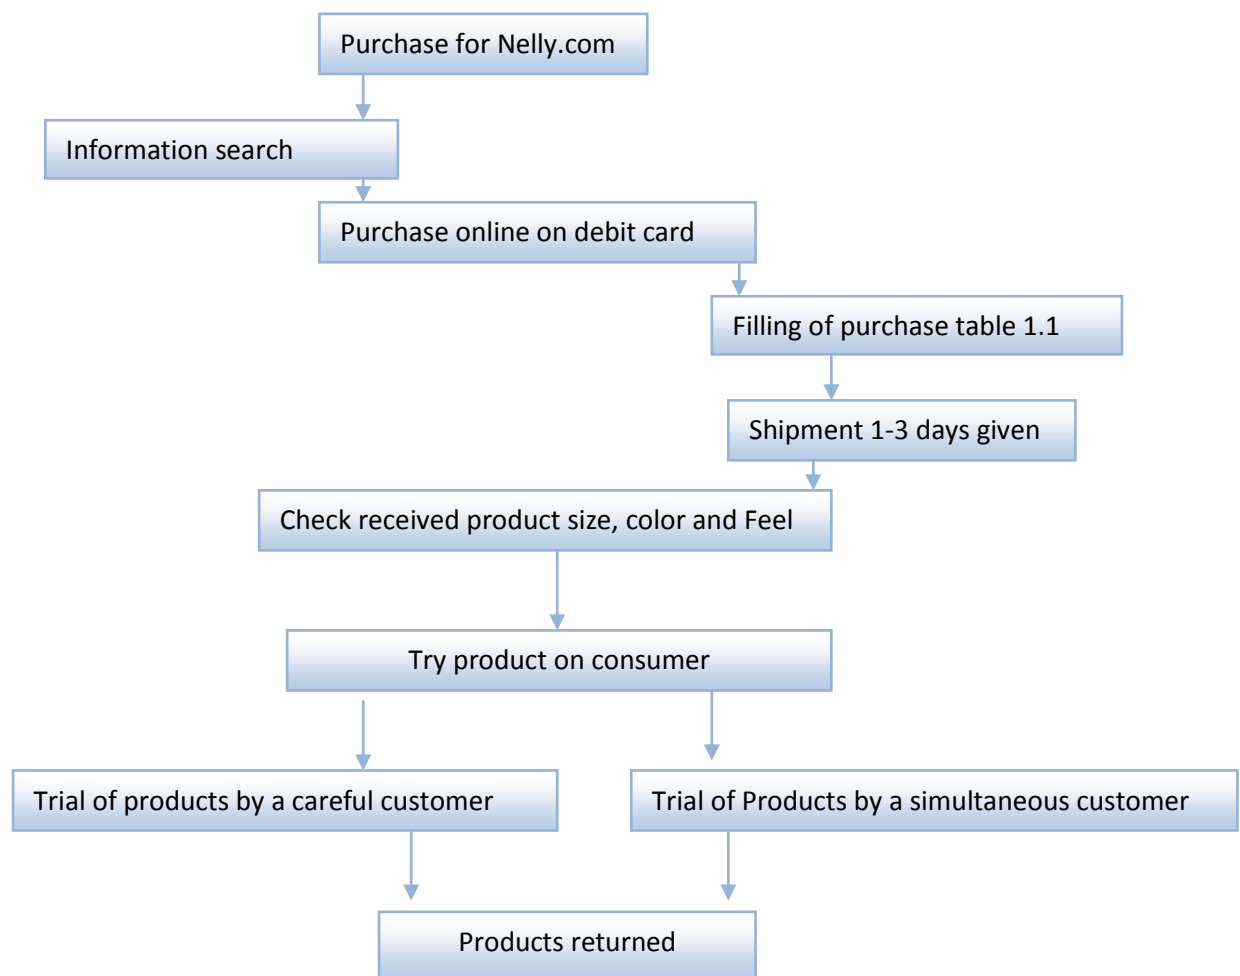 Purchase for Nelly.com
Information search
Purchase online on debit card
Filling of purchase table 1.1
Shipment 1-3 days given
Check received product size, color and Feel
Try product on consumer
Trial of products by a careful customer
Trial of Products by a simultaneous customer
Products returned